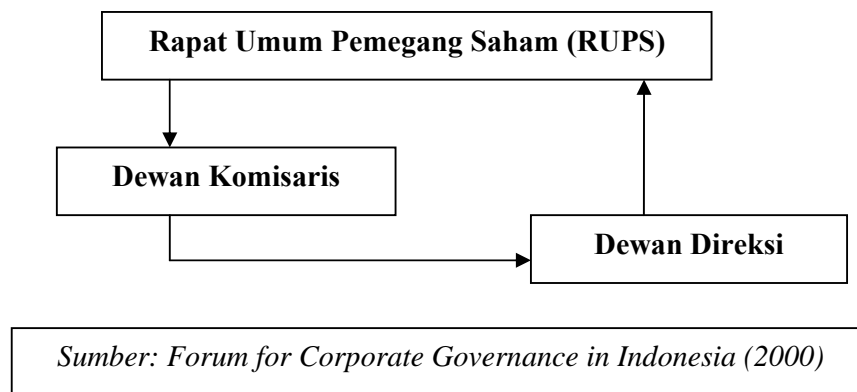 Rapat Umum Pemegang Saham (RUPS)
Dewan Komisaris
Dewan Direksi
Sumber: Forum for Corporate Governance in Indonesia (2000)